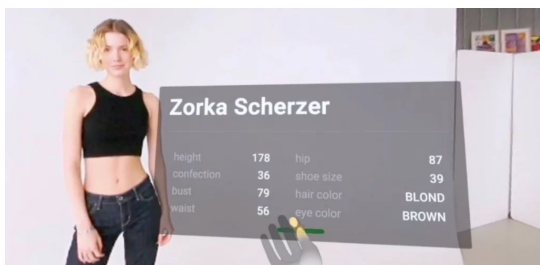 Zorka Scherzer
height 178 hip 87
confection 36 shoe size 39
bust 79 hair color BLOND
waist 56 eye color BROWN